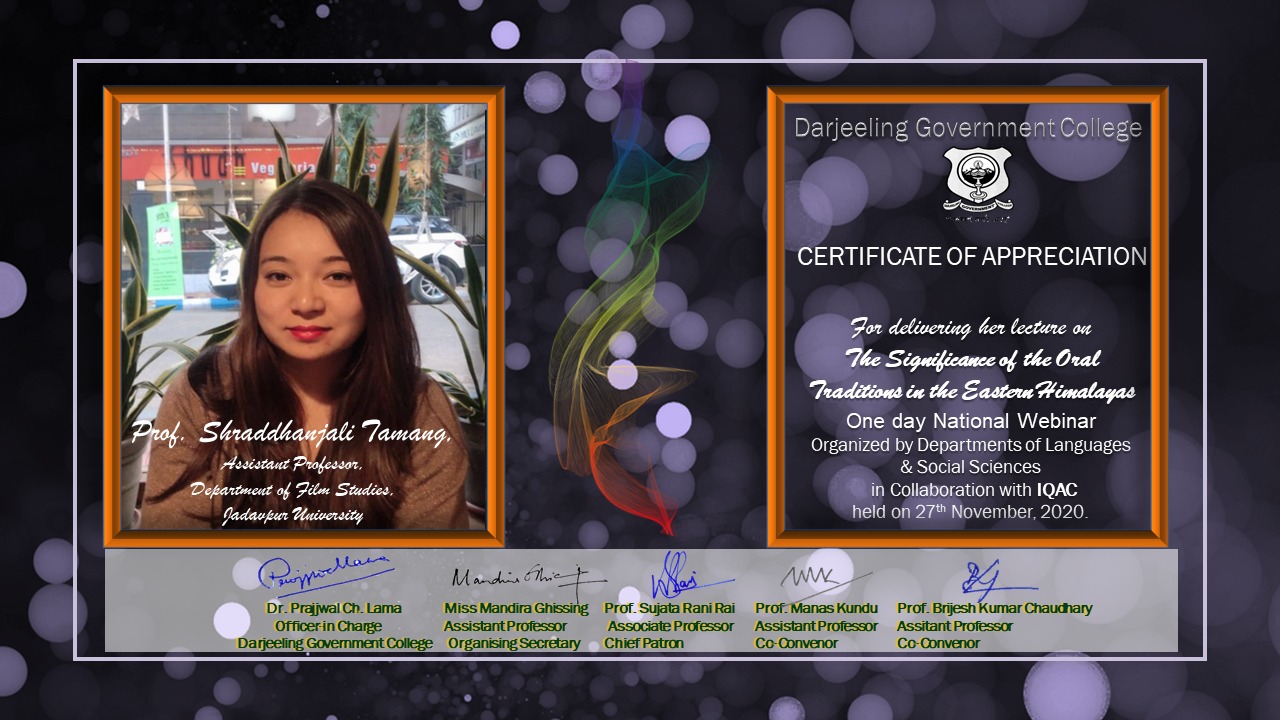 Veg
Prof. Shraddhanjali Tamang,
Assistant Professor,
Department of Film Studies,
Jadavpur University
Darjeeling Government College
GOVERNMENT
CERTIFICATE OF APPRECIATION
For delivering her lecture on
The Significance of the Oral
Traditions in the Eastern Himalayas
One day National Webinar
Organized by Departments of Languages
& Social Sciences
in Collaboration with IQAC
held on 27th November, 2020.
Dr. Prajjwal Ch. Lama
Officer in Charge
Darjeeling Government College
Miss Mandira Ghissing
Assistant Professor
Organising Secretary
Prof. Sujata Rani Rai
Associate Professor
Chief Patron
Prof. Manas Kundu
Assistant Professor
Co-Convenor
Prof. Brijesh Kumar Chaudhary
Assitant Professor
Co-Convenor